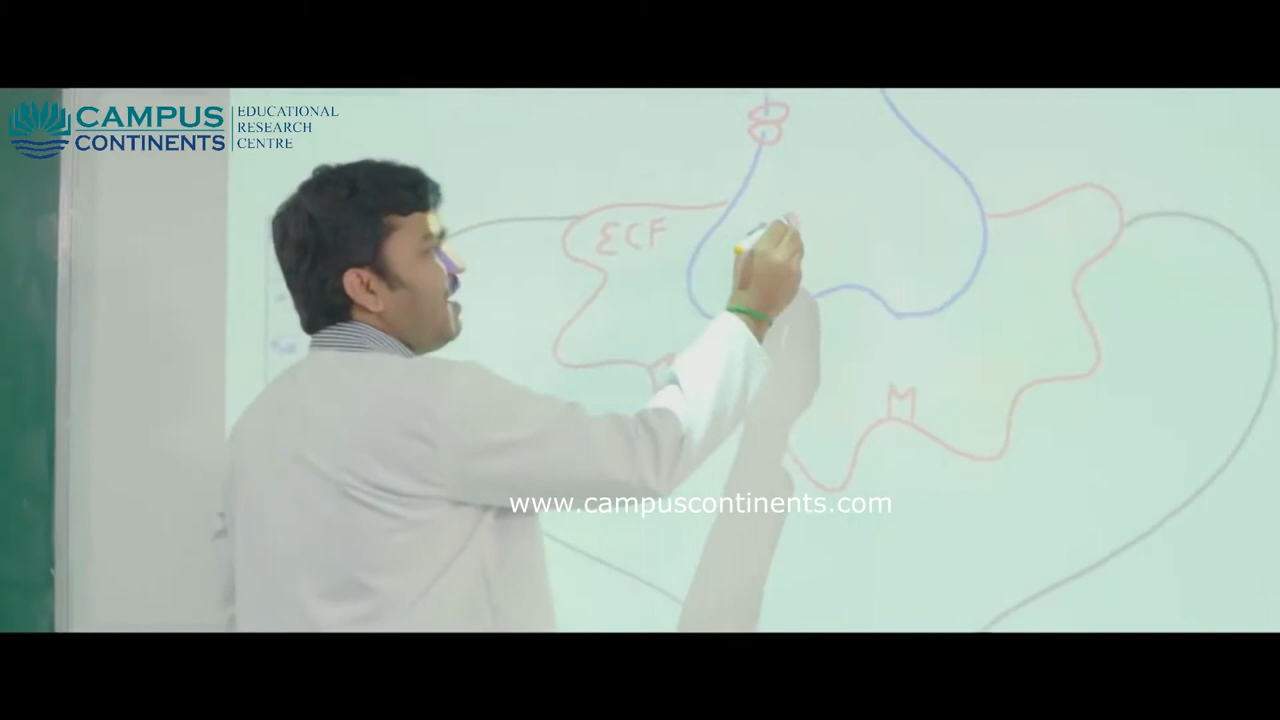 CAMPUS
CONTINENTS
EDUCATIONAL
RESEARCH
CENTRE
ECF
M
www.campuscontinents.com